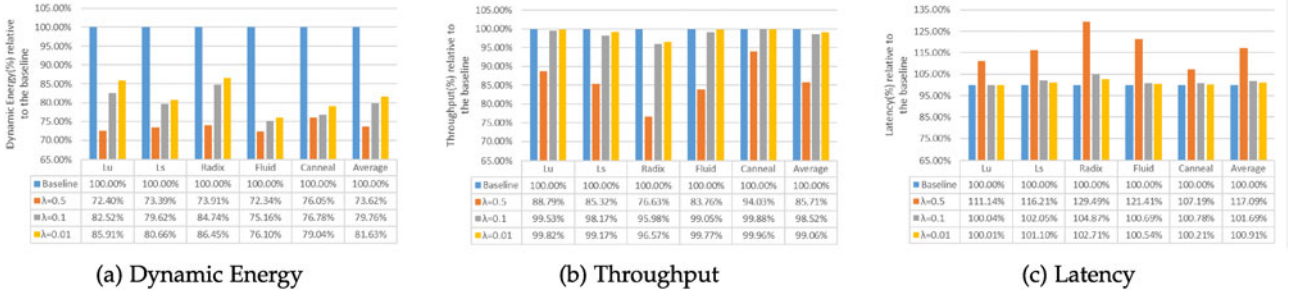 105.00%
100.00%
95.00%
90.00%
85.00%
80.00%
75.00%
70.00%
65.00%
Dynamic Energy(%) relative
to the baseline
Lu Ls Radix Fluid Canneal Average
Baseline 100.00% 100.00% 100.00% 100.00% 100.00% 100.00%
λ=0.5 72.40% 73.39% 73.91% 72.34% 76.05% 73.62%
λ=0.1 82.52% 79.62% 84.74% 75.16% 76.78% 79.76%
λ=0.01 85.91% 80.66% 86.45% 76.10% 79.04% 81.63%
(a) Dynamic Energy
105.00%
100.00%
95.00%
90.00%
85.00%
80.00%
75.00%
70.00%
65.00%
Throughput(%) relative to
the baseline
Lu Ls Radix Fluid Canneal Average
Baseline 100.00% 100.00% 100.00% 100.00% 100.00% 100.00%
λ=0.5 88.79% 85.32% 76.63% 83.76% 94.03% 85.71%
λ=0.1 99.53% 98.17% 95.98% 99.05% 99.88% 98.52%
λ=0.01 99.82% 99.17% 96.57% 99.77% 99.96% 99.06%
(b) Throughput
135.00%
125.00%
115.00%
105.00%
95.00%
85.00%
75.00%
65.00%
Latency(%) relative to
the baseline
Lu Ls Radix Fluid Canneal Average
Baseline 100.00% 100.00% 100.00% 100.00% 100.00% 100.00%
λ=0.5 111.14% 116.21% 129.49% 121.41% 107.19% 117.09%
λ=0.1 100.04% 102.05% 104.87% 100.69% 100.78% 101.69%
λ=0.01 100.01% 101.10% 102.71% 100.54% 100.21% 100.91%
(c) Latency